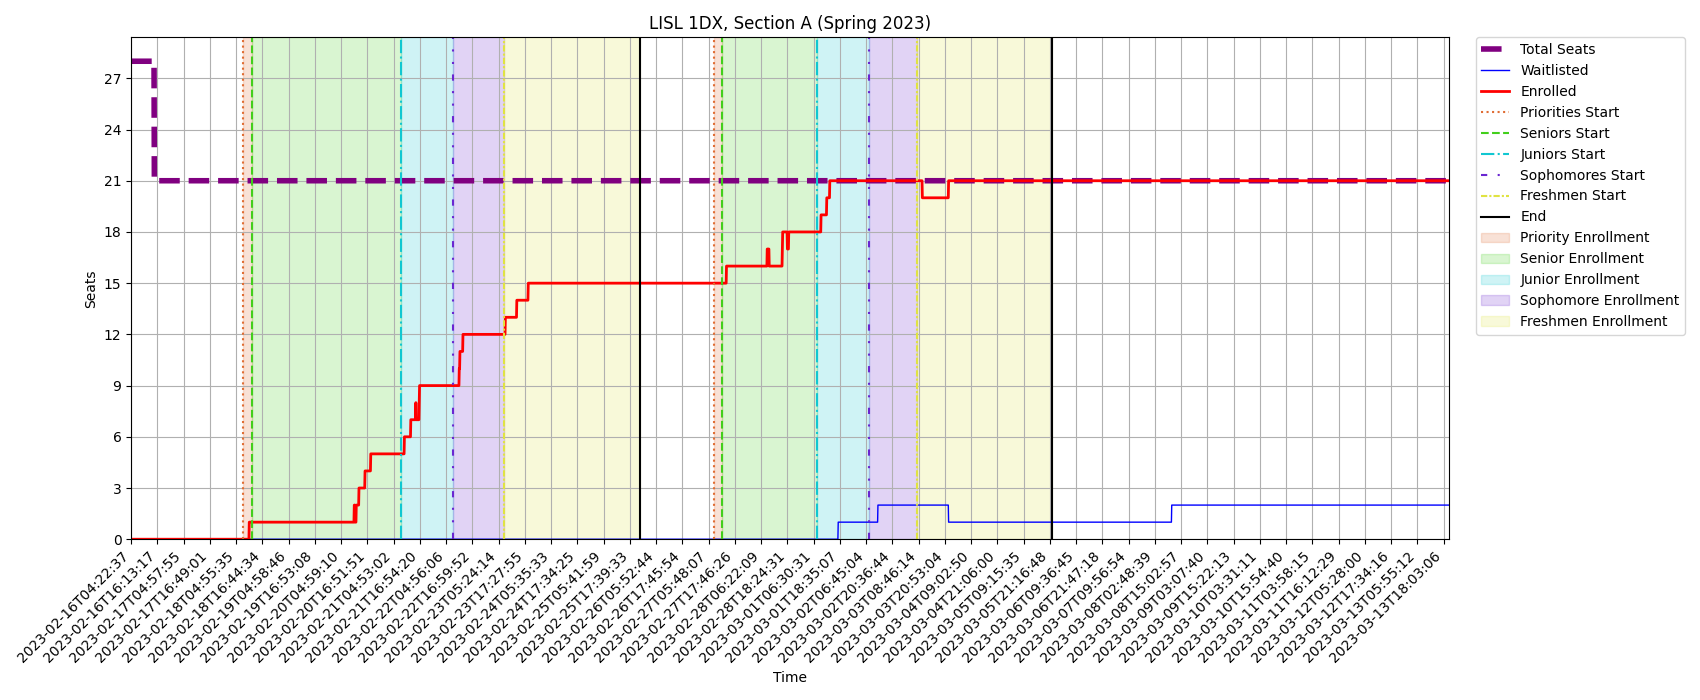 LISL 1DX, Section A (Spring 2023)
Total Seats
Waitlisted
Enrolled
Priorities Start
Seniors Start
Juniors Start
Sophomores Start
Freshmen Start
End
Priority Enrollment
Senior Enrollment
Junior Enrollment
Sophomore Enrollment
Freshmen Enrollment
Seats
27
24
21
18
15
12
9
6
3
0
2023-02-16T04:22:37
2023-02-16T16:13:17
2023-02-17T04:57:55
2023-02-17T16:49:01
2023-02-18T04:55:35
2023-02-18T16:44:34
2023-02-19T04:58:46
2023-02-19T16:53:08
2023-02-20T04:59:10
2023-02-20T16:51:51
2023-02-21T04:53:02
2023-02-21T16:54:20
2023-02-22T04:56:06
2023-02-22T16:59:52
2023-02-23T05:24:14
2023-02-23T17:27:55
2023-02-24T05:35:33
2023-02-24T17:34:25
2023-02-25T05:41:59
2023-02-25T17:39:33
2023-02-26T05:52:44
2023-02-26T17:45:54
2023-02-27T05:48:07
2023-02-27T17:46:26
2023-02-28T06:22:09
2023-02-28T18:24:31
2023-03-01T06:30:31
2023-03-01T18:35:07
2023-03-02T06:45:04
2023-03-02T20:36:44
2023-03-03T08:46:14
2023-03-03T20:53:04
2023-03-04T09:02:50
2023-03-04T21:06:00
2023-03-05T09:15:35
2023-03-05T21:16:48
2023-03-06T09:36:45
2023-03-06T21:47:18
2023-03-07T09:56:54
2023-03-08T02:48:39
2023-03-08T15:02:57
2023-03-09T03:07:40
2023-03-09T15:22:13
2023-03-10T03:31:11
2023-03-10T15:54:40
2023-03-11T03:58:15
2023-03-11T16:12:29
2023-03-12T05:28:00
2023-03-12T17:34:16
2023-03-13T05:55:12
2023-03-13T18:03:06
Time